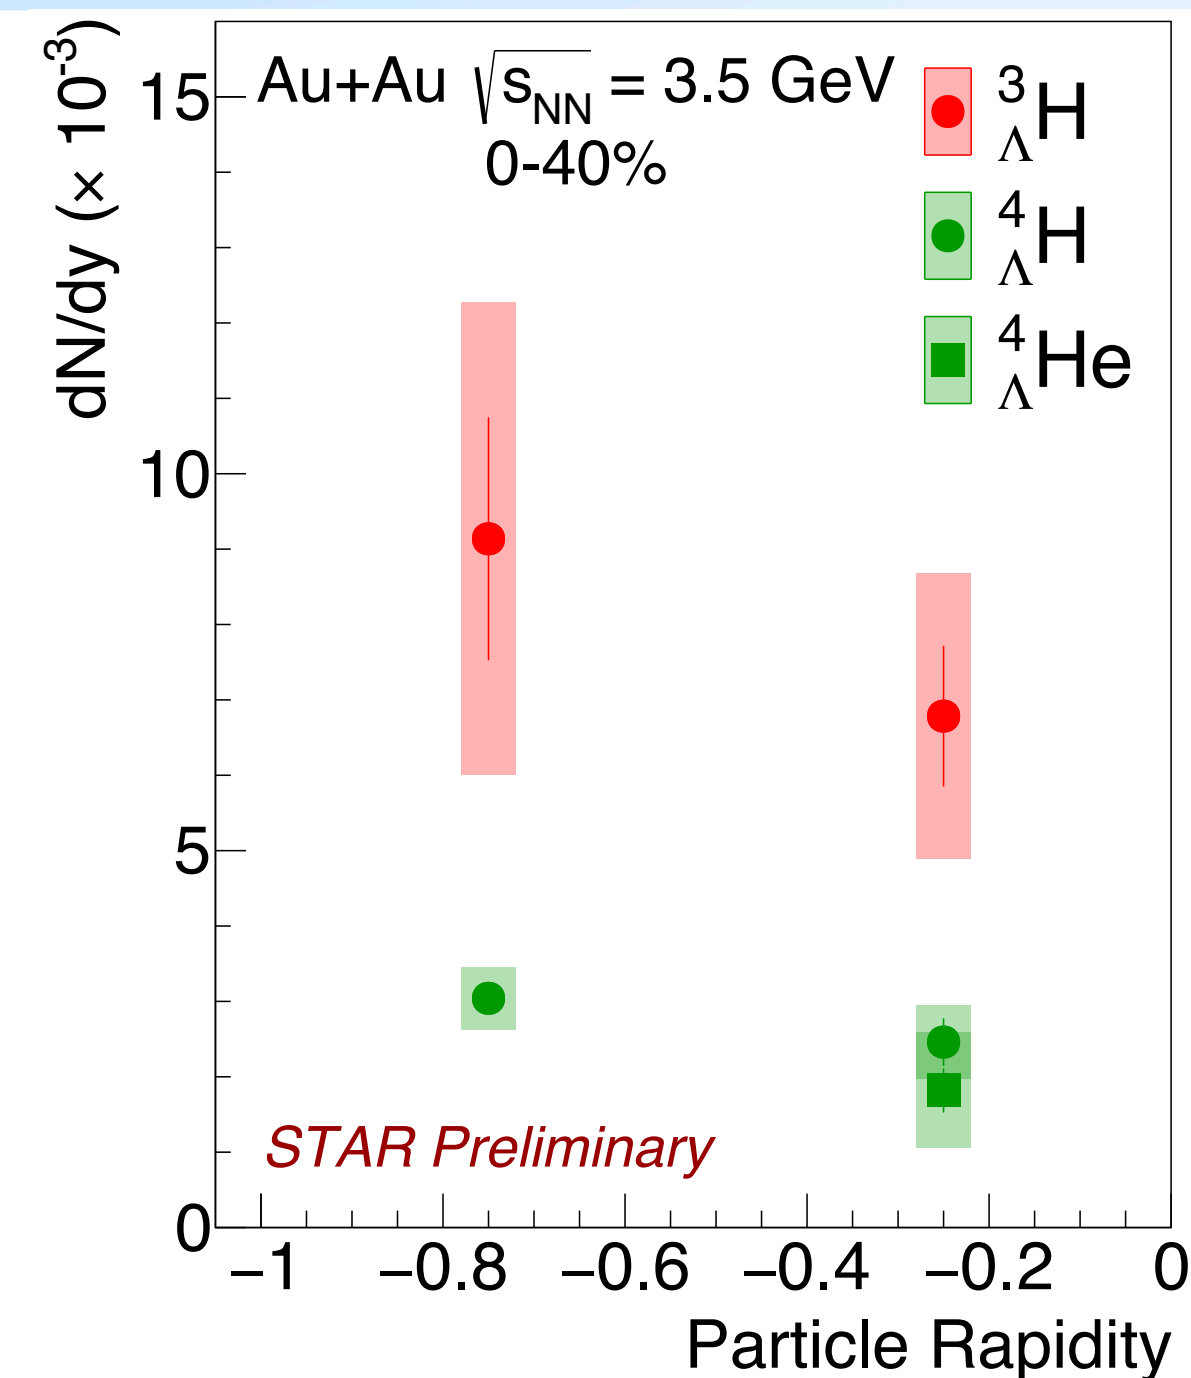 dN/dy (× 10⁻³)
Au+Au √s_NN = 3.5 GeV
0-40%
³ΛH
⁴ΛH
⁴ΛHe
15
10
5
0
STAR Preliminary
−1 −0.8 −0.6 −0.4 −0.2 0
Particle Rapidity